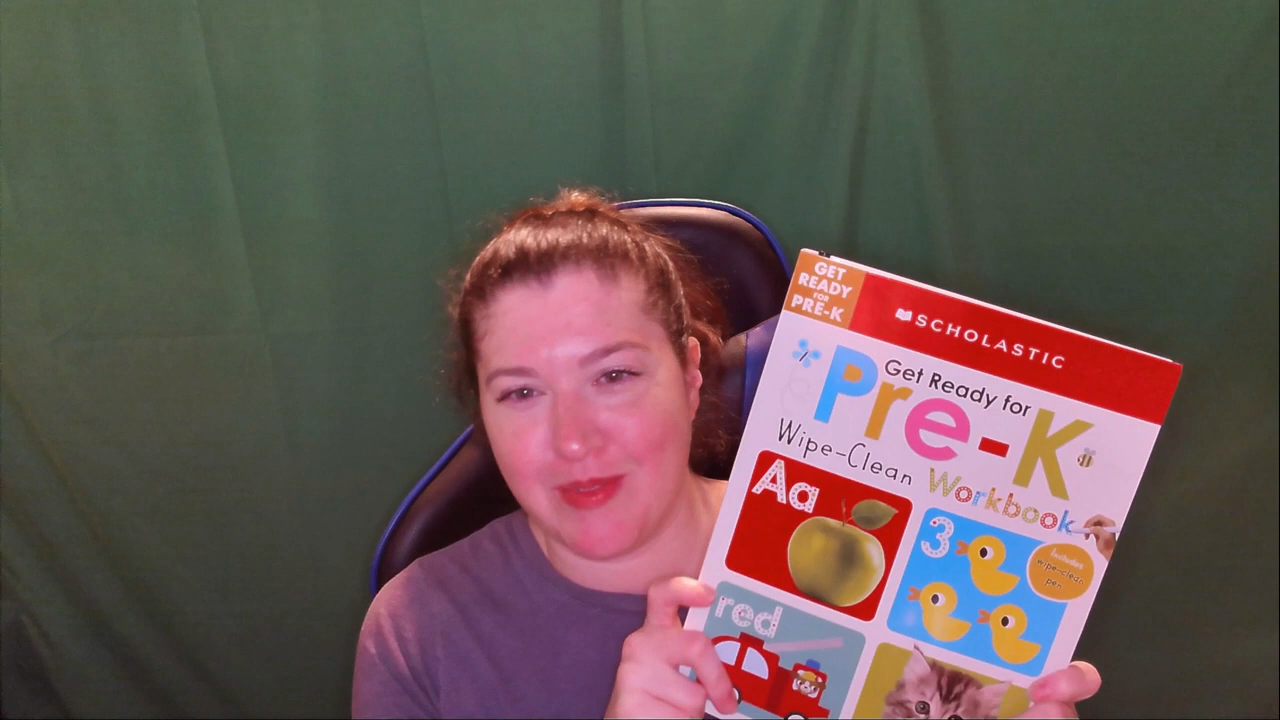 GET
READY
FOR
PRE-K
SCHOLASTIC
Get Ready for
Pre-K
Wipe-Clean Workbook
Aa
3
Includes
wipe-clean
pen
red